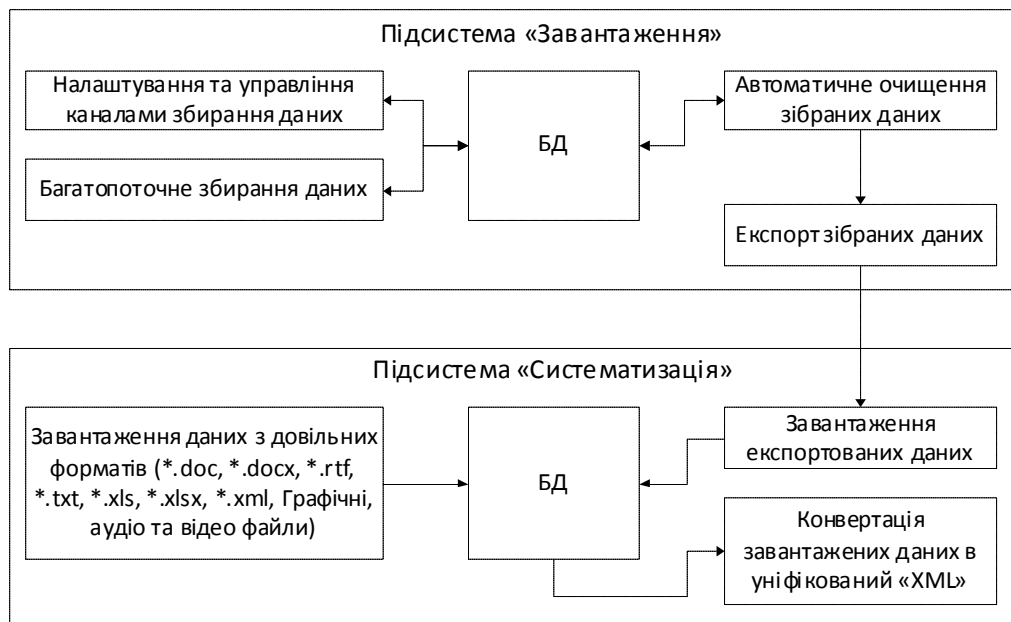 Підсистема «Завантаження»
Налаштування та управління
каналами збирання даних
Багатопоточне збирання даних
БД
Автоматичне очищення
зібраних даних
Експорт зібраних даних
Підсистема «Систематизація»
Завантаження даних з довільних
форматів (*.doc, *.docx, *.rtf,
*.txt, *.xls, *.xlsx, *.xml, Графічні,
аудіо та відео файли)
БД
Завантаження
експортованих даних
Конвертація
завантажених даних в
уніфікований «XML»